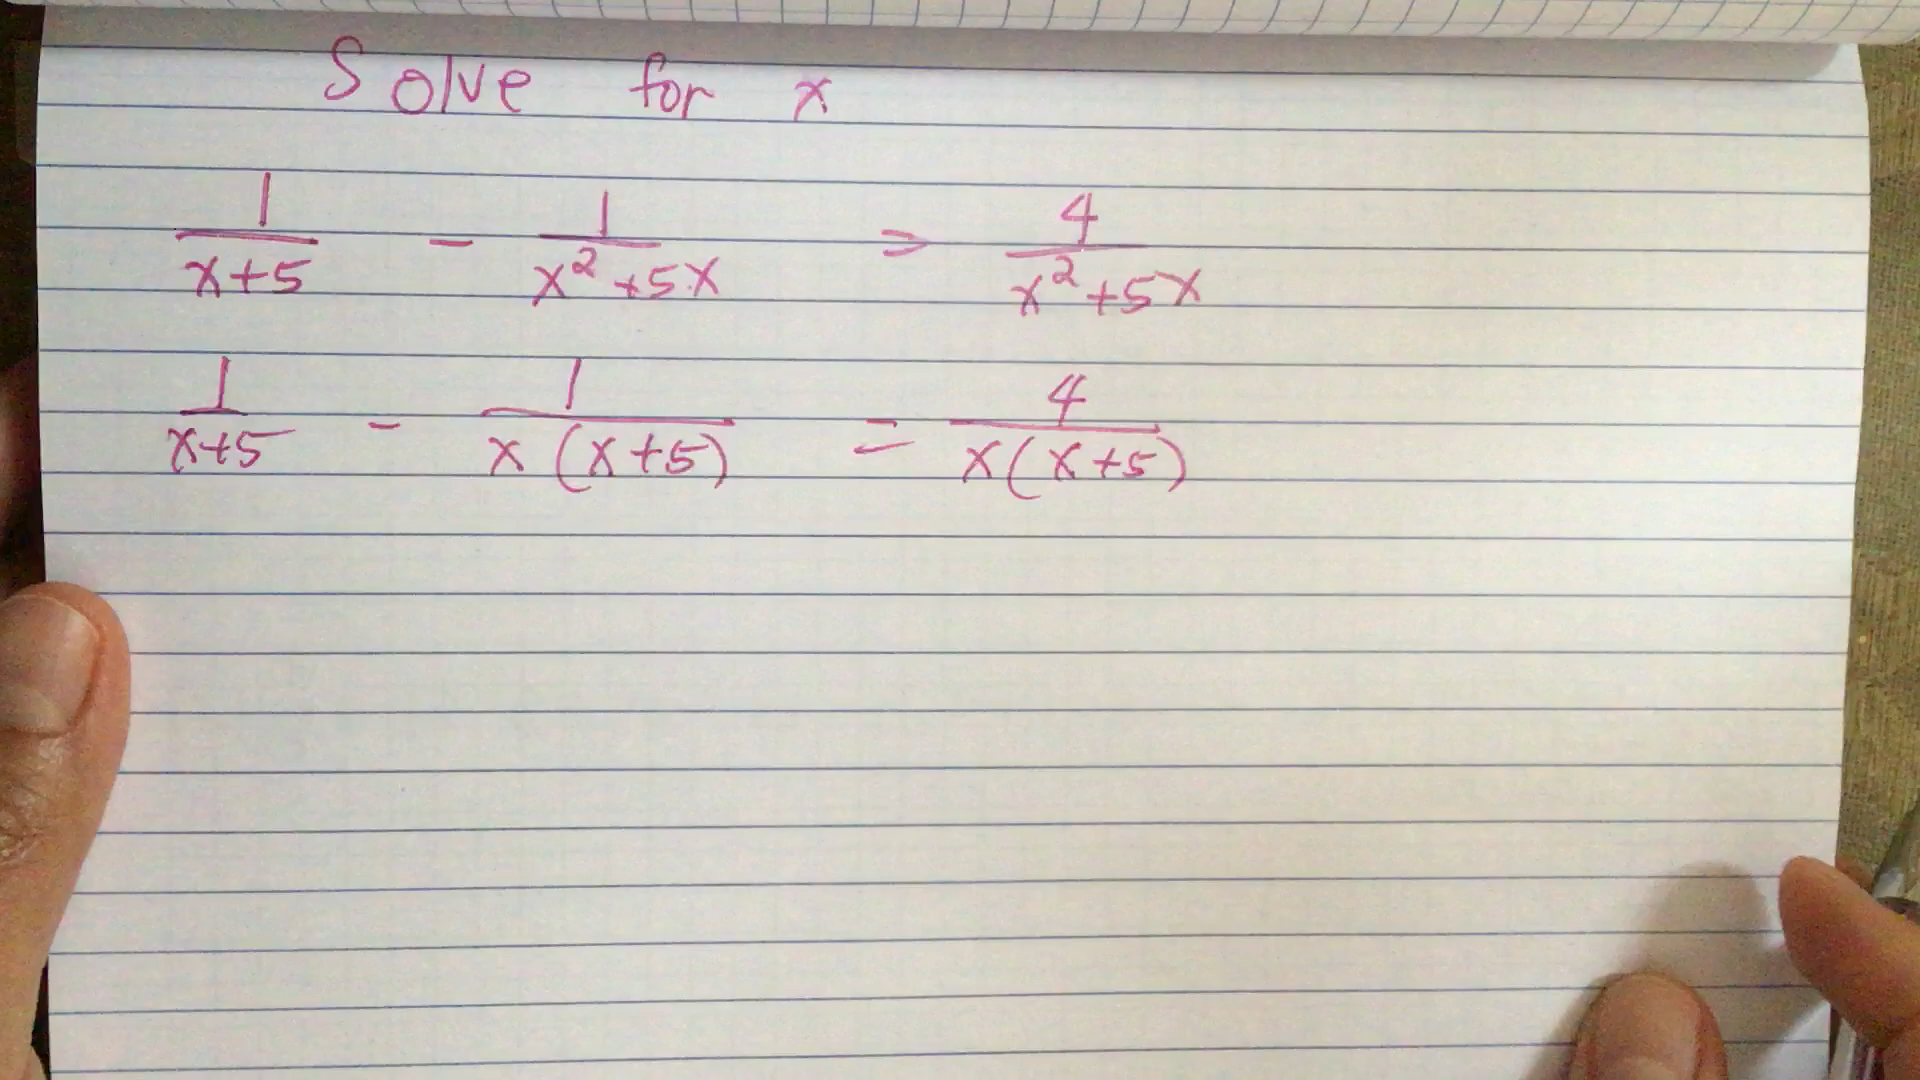 Solve for x
1/(x+5) - 1/(x²+5x) = 4/(x²+5x)
1/(x+5) - 1/(x(x+5)) = 4/(x(x+5))